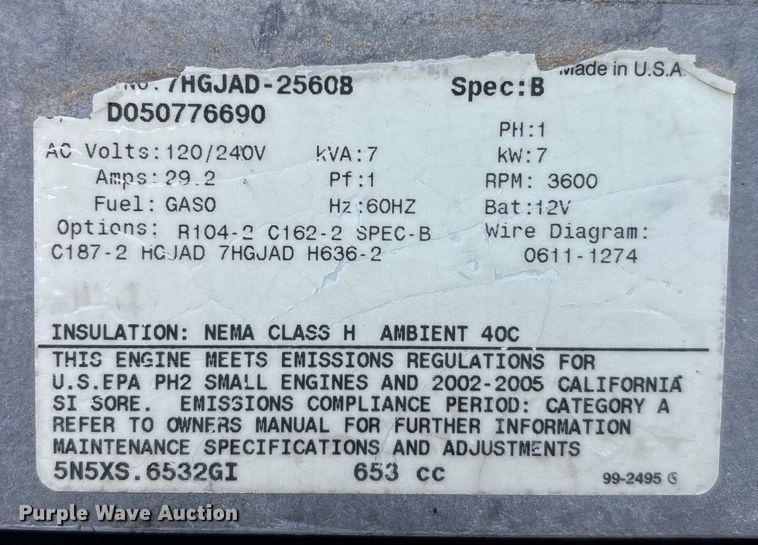 No. 7HGJAD-2560B Spec:B Made in U.S.A.
D050776690
PH:1
AC Volts:120/240V kVA:7 kW:7
Amps:29.2 Pf:1 RPM: 3600
Fuel: GASO Hz:60HZ Bat:12V
Options: R104-2 C162-2 SPEC-B Wire Diagram:
C187-2 HGJAD 7HGJAD H636-2 0611-1274
INSULATION: NEMA CLASS H AMBIENT 40C
THIS ENGINE MEETS EMISSIONS REGULATIONS FOR
U.S.EPA PH2 SMALL ENGINES AND 2002-2005 CALIFORNIA
SI SORE. EMISSIONS COMPLIANCE PERIOD: CATEGORY A
REFER TO OWNERS MANUAL FOR FURTHER INFORMATION
MAINTENANCE SPECIFICATIONS AND ADJUSTMENTS
5N5XS.6532GI 653 cc 99-2495
Purple Wave Auction